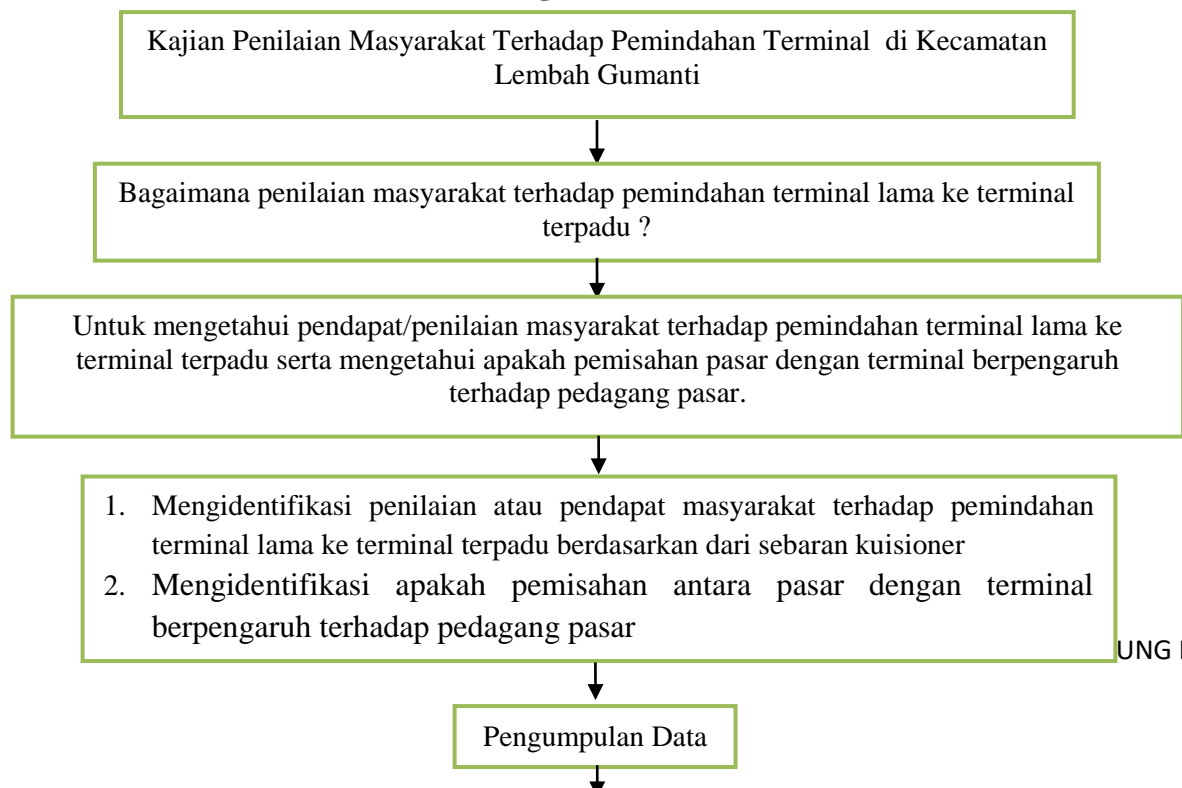 Kajian Penilaian Masyarakat Terhadap Pemindahan Terminal di Kecamatan
Lembah Gumanti
Bagaimana penilaian masyarakat terhadap pemindahan terminal lama ke terminal
terpadu ?
Untuk mengetahui pendapat/penilaian masyarakat terhadap pemindahan terminal lama ke
terminal terpadu serta mengetahui apakah pemisahan pasar dengan terminal berpengaruh
terhadap pedagang pasar.
1. Mengidentifikasi penilaian atau pendapat masyarakat terhadap pemindahan
terminal lama ke terminal terpadu berdasarkan dari sebaran kuisioner
2. Mengidentifikasi apakah pemisahan antara pasar dengan terminal
berpengaruh terhadap pedagang pasar
UNG
Pengumpulan Data